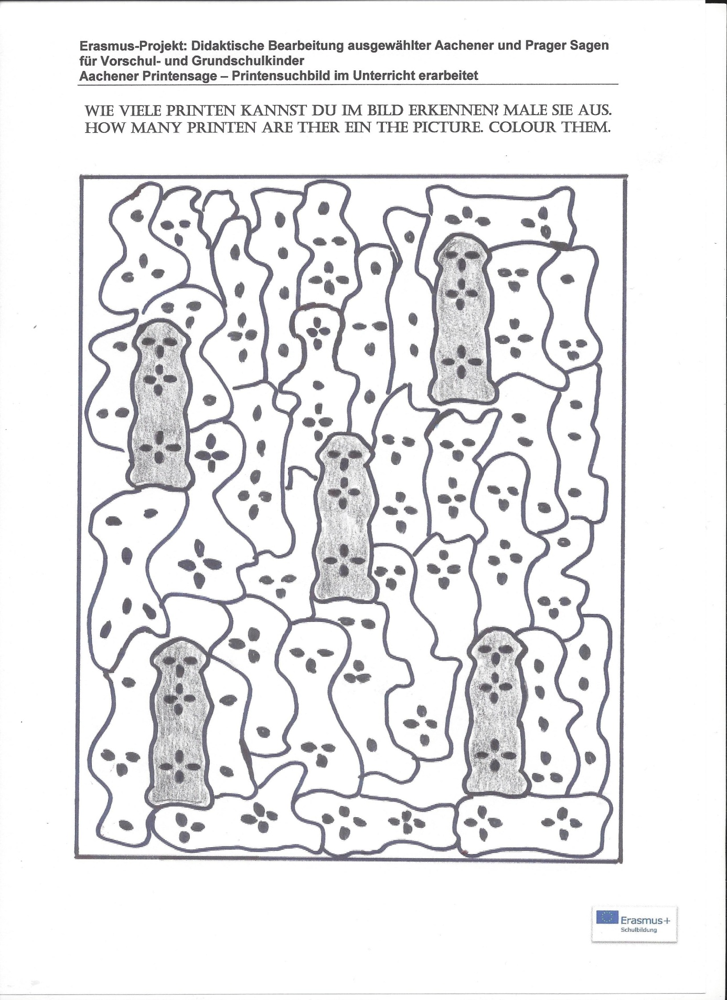 Erasmus-Projekt: Didaktische Bearbeitung ausgewählter Aachener und Prager Sagen
für Vorschul- und Grundschulkinder
Aachener Printensage – Printensuchbild im Unterricht erarbeitet
WIE VIELE PRINTEN KANNST DU IM BILD ERKENNEN? MALE SIE AUS.
HOW MANY PRINTEN ARE THER EIN THE PICTURE. COLOUR THEM.
Erasmus+
Schulbildung